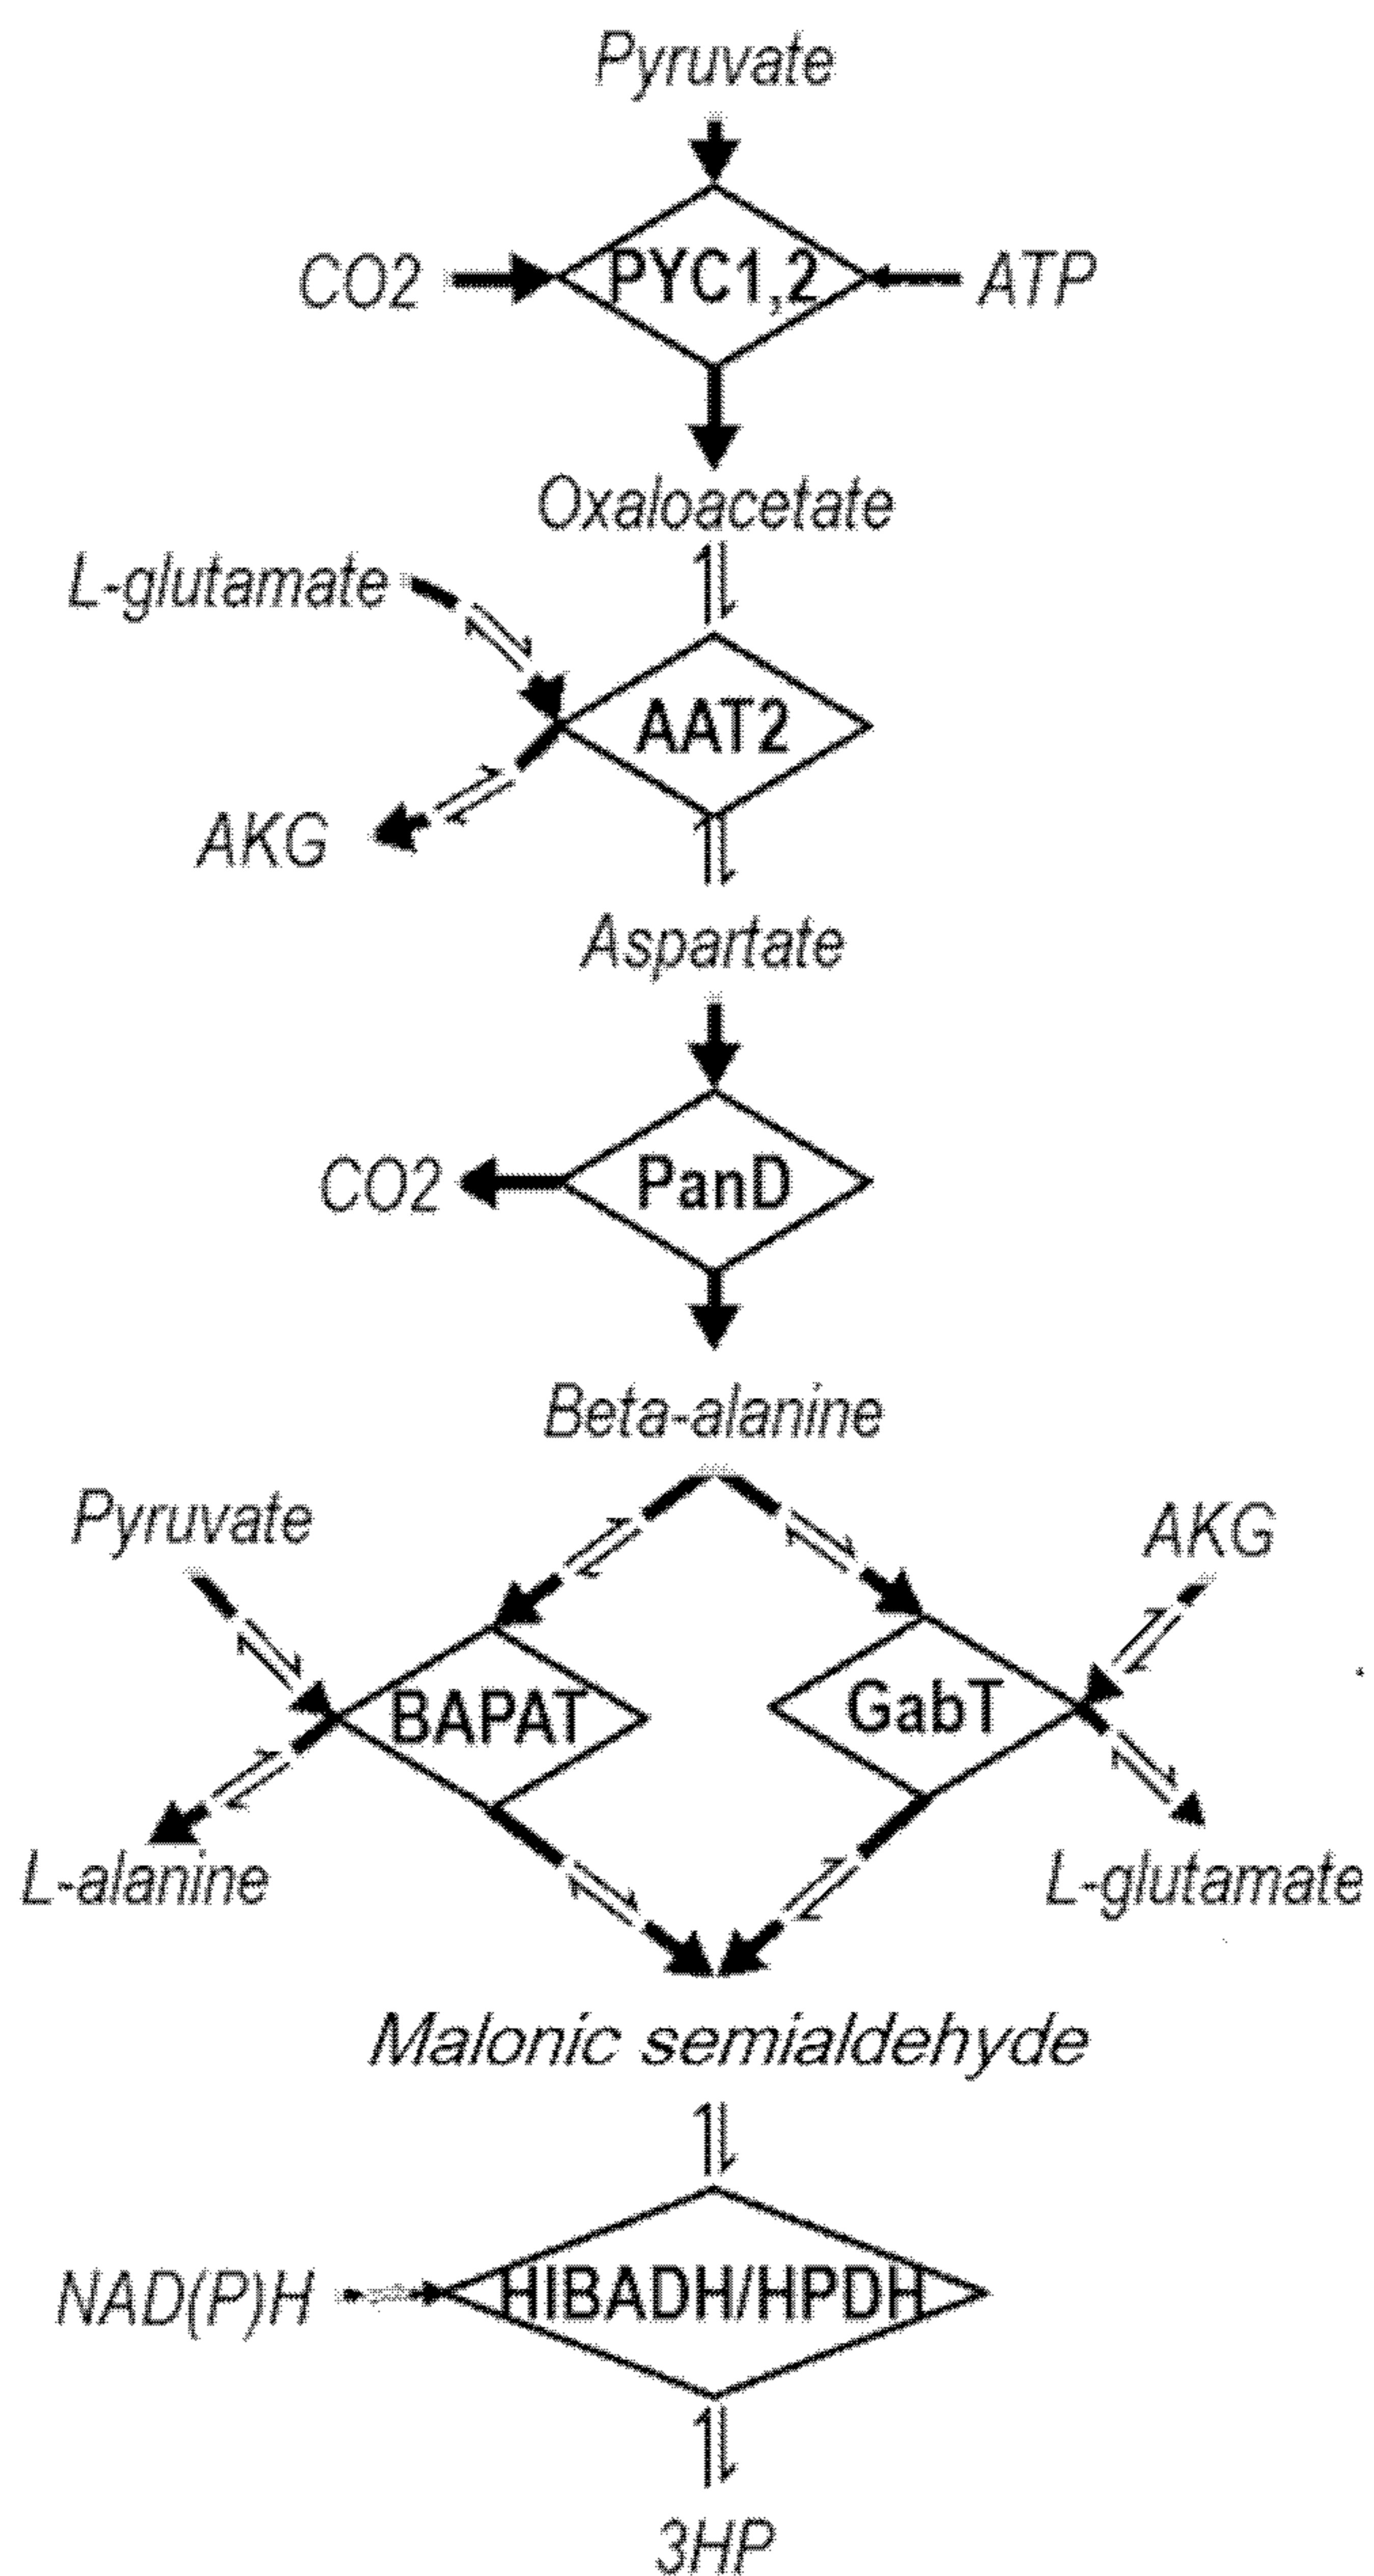 Pyruvate
CO2
PYC1,2
ATP
Oxaloacetate
L-glutamate
AAT2
AKG
Aspartate
CO2
PanD
Beta-alanine
Pyruvate
AKG
BAPAT
GabT
L-alanine
L-glutamate
Malonic semialdehyde
NAD(P)H
HIBADH/HPDH
3HP